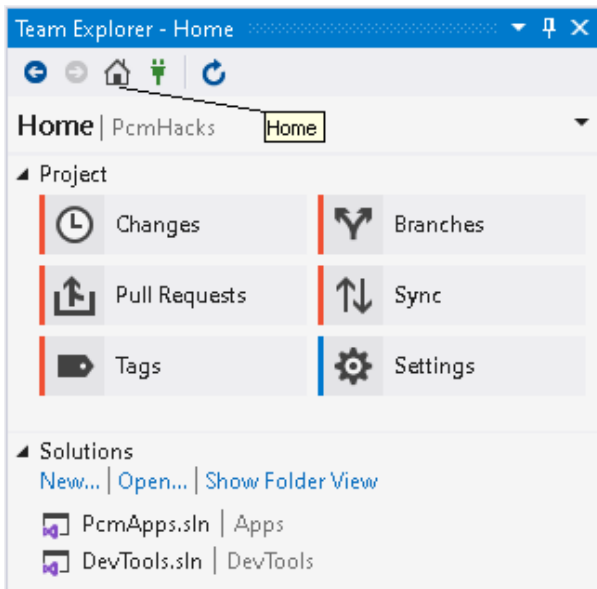 Team Explorer - Home
Home | PcmHacks
Home
Project
Changes
Branches
Pull Requests
Sync
Tags
Settings
Solutions
New... | Open... | Show Folder View
PcmApps.sln | Apps
DevTools.sln | DevTools